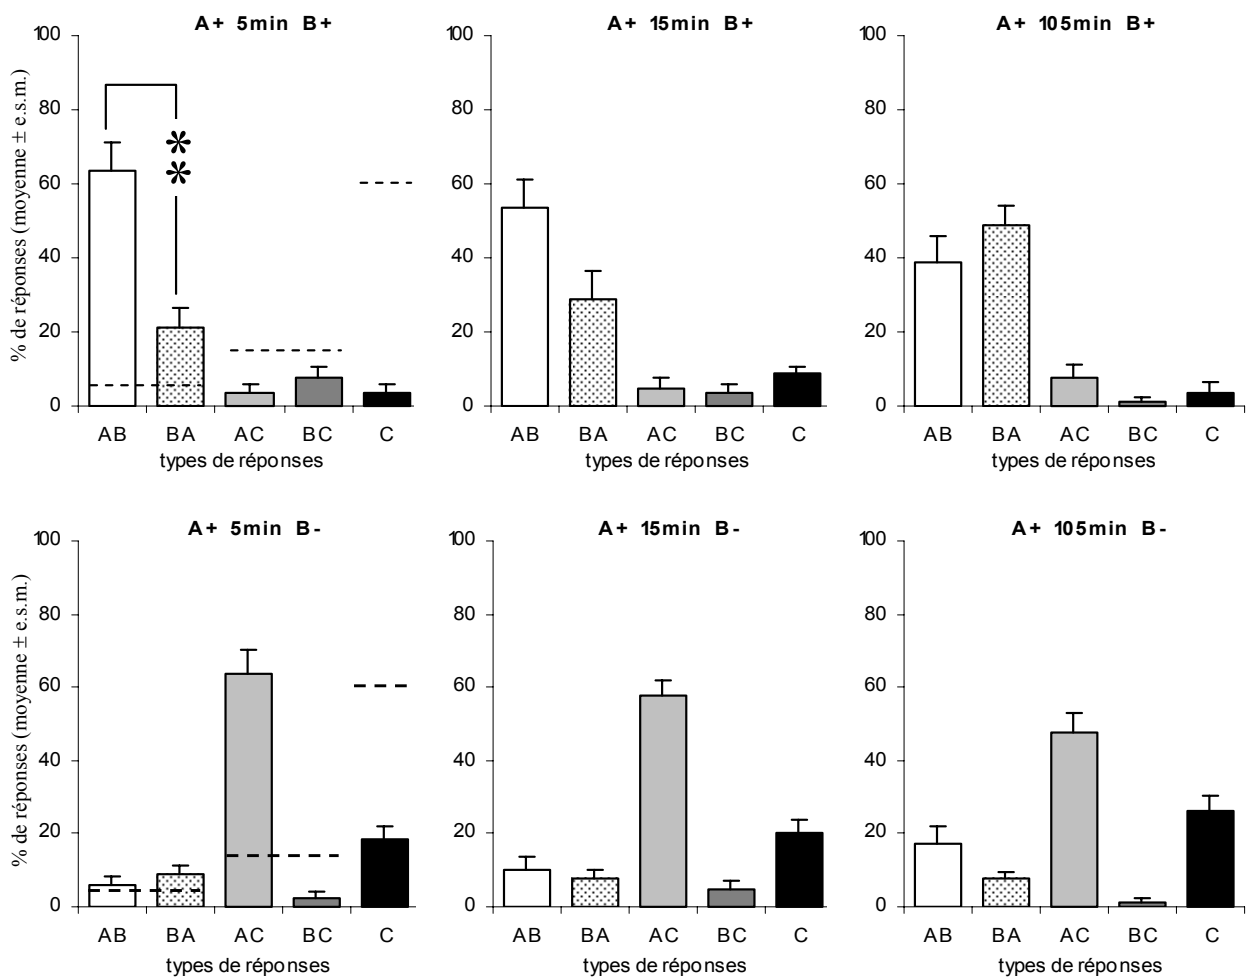 A+ 5min B+
A+ 15min B+
A+ 105min B+
% de réponses (moyenne ± e.s.m.)
100
80
60
40
20
0
**
AB BA AC BC C
types de réponses
100
80
60
40
20
0
AB BA AC BC C
types de réponses
100
80
60
40
20
0
AB BA AC BC C
types de réponses
A+ 5min B-
A+ 15min B-
A+ 105min B-
% de réponses (moyenne ± e.s.m.)
100
80
60
40
20
0
AB BA AC BC C
types de réponses
100
80
60
40
20
0
AB BA AC BC C
types de réponses
100
80
60
40
20
0
AB BA AC BC C
types de réponses